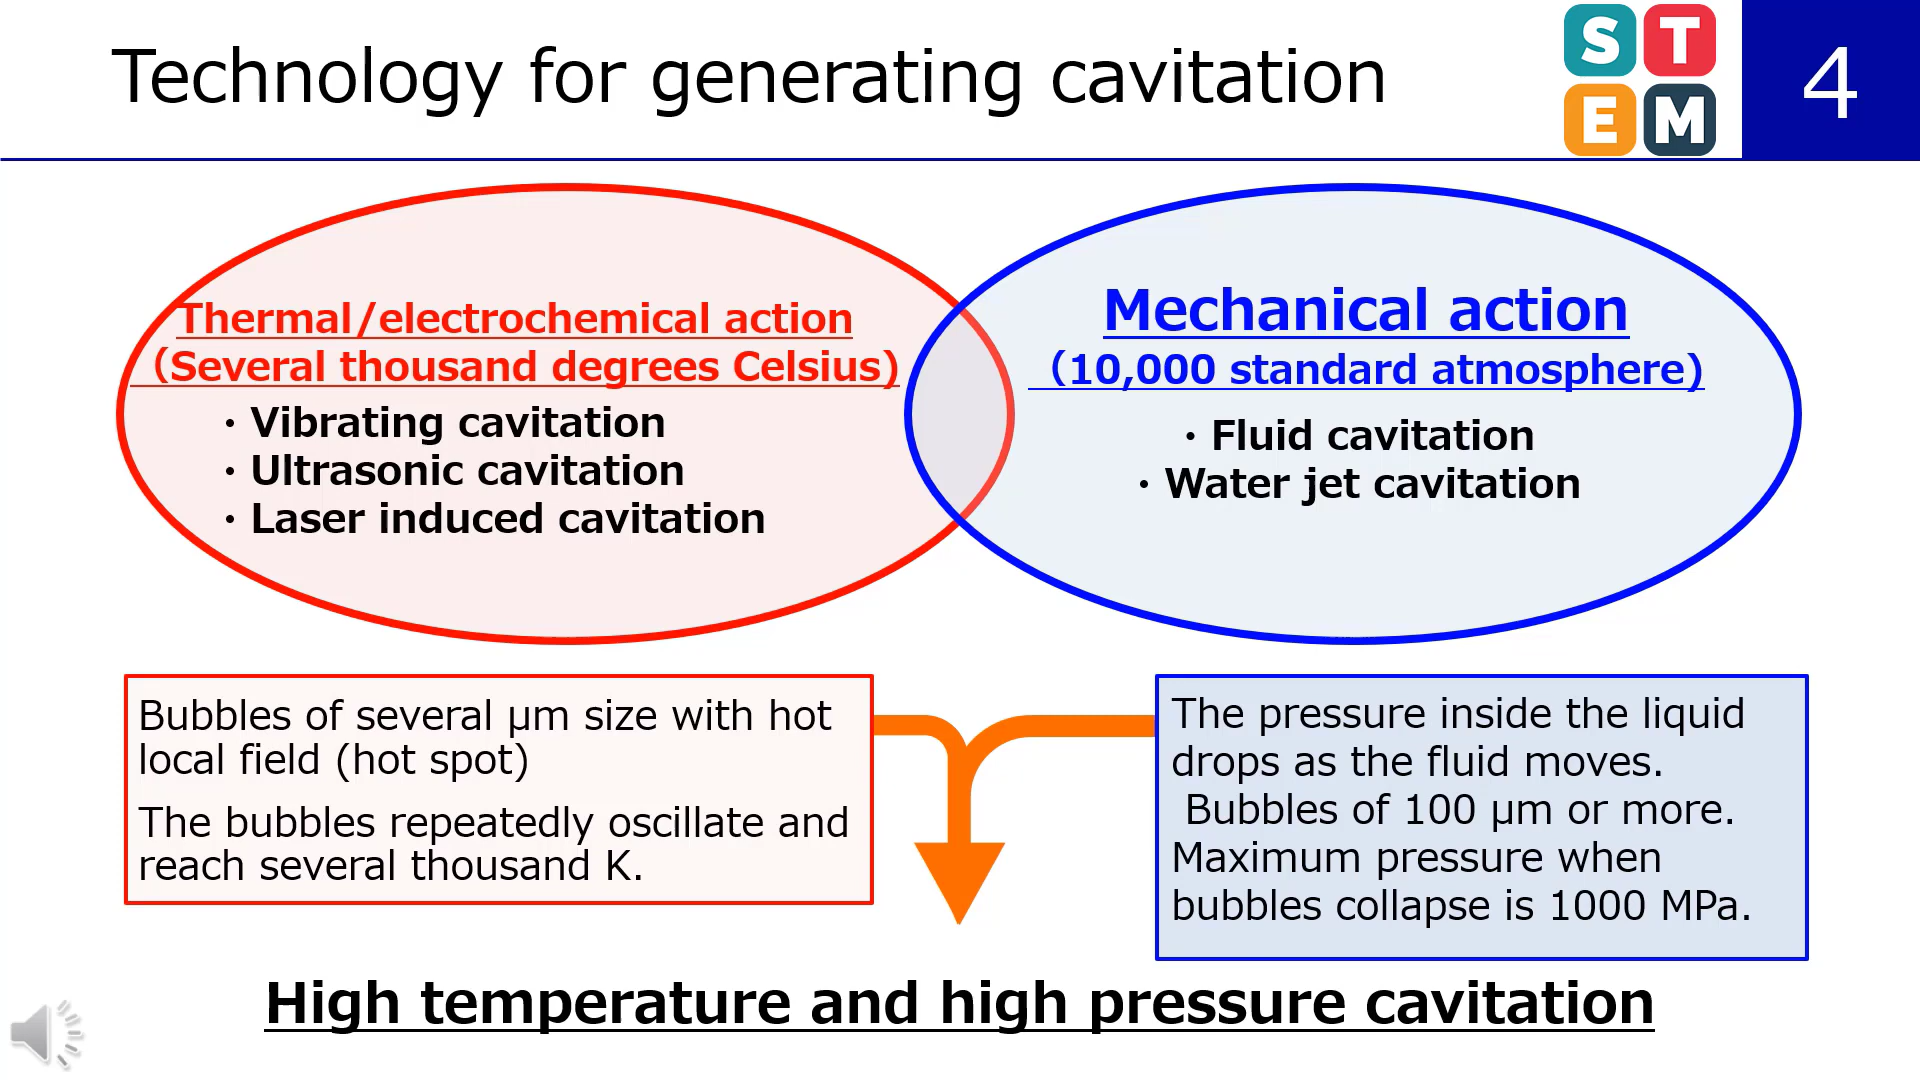 Technology for generating cavitation
S T
E M
4
Thermal/electrochemical action
(Several thousand degrees Celsius)
・Vibrating cavitation
・Ultrasonic cavitation
・Laser induced cavitation
Mechanical action
(10,000 standard atmosphere)
・Fluid cavitation
・Water jet cavitation
Bubbles of several μm size with hot
local field (hot spot)
The bubbles repeatedly oscillate and
reach several thousand K.
The pressure inside the liquid
drops as the fluid moves.
Bubbles of 100 μm or more.
Maximum pressure when
bubbles collapse is 1000 MPa.
High temperature and high pressure cavitation